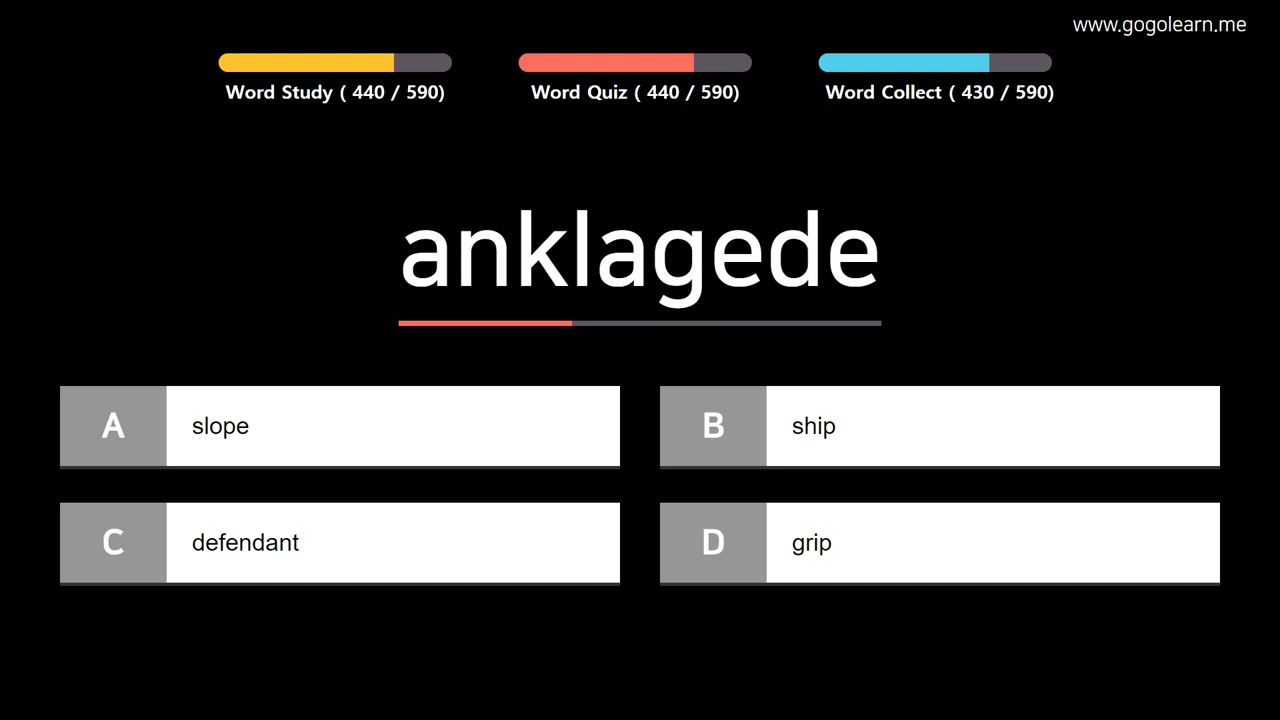 www.gogolearn.me
Word Study ( 440 / 590)
Word Quiz ( 440 / 590)
Word Collect ( 430 / 590)
anklagede
A slope
B ship
C defendant
D grip